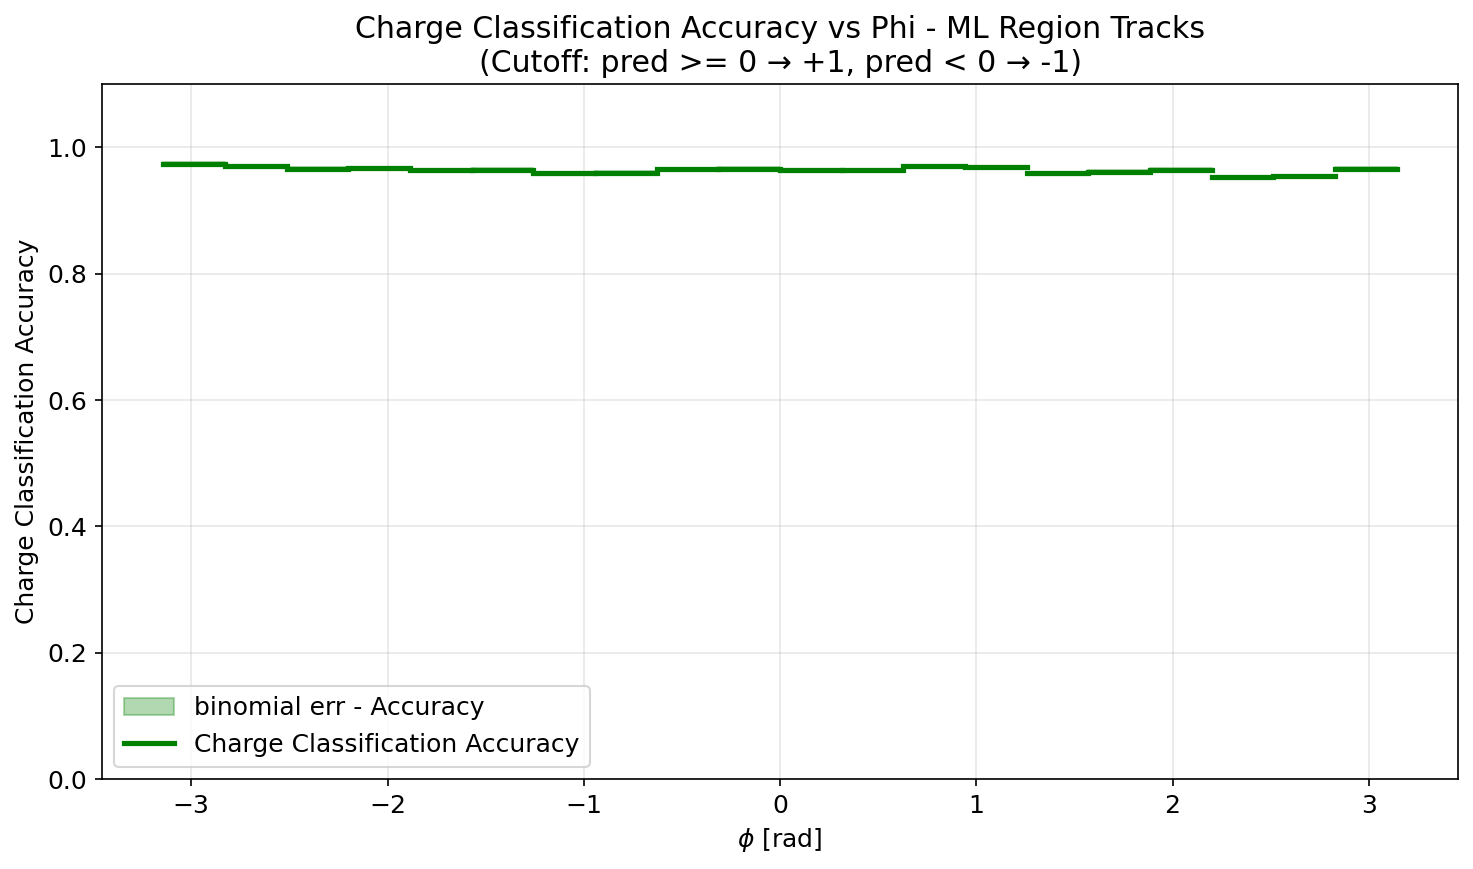 Charge Classification Accuracy vs Phi - ML Region Tracks
(Cutoff: pred >= 0 → +1, pred < 0 → -1)
Charge Classification Accuracy
1.0
0.8
0.6
0.4
0.2
0.0
binomial err - Accuracy
Charge Classification Accuracy
−3 −2 −1 0 1 2 3
ϕ [rad]